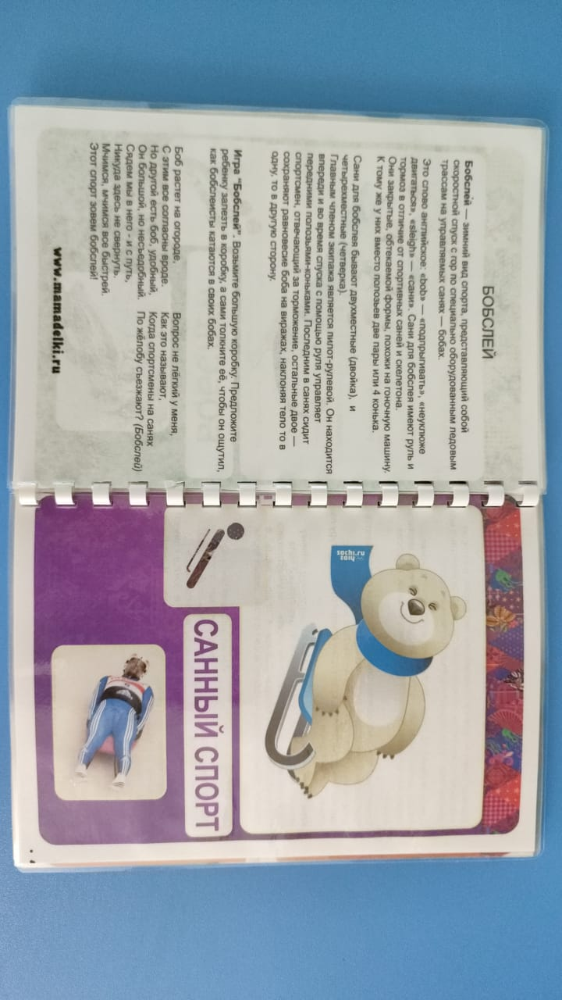 БОБСЛЕЙ
Бобслей — зимний вид спорта, представляющий собой
скоростной спуск с гор по специально оборудованным ледовым
трассам на управляемых санях — бобах.
Это слово английское: «bob» — «подпрыгивать», «неуклюже
двигаться», «sleigh» — «сани». Сани для бобслея имеют руль и
тормоз в отличие от спортивных саней и скелетона.
Они закрытые, обтекаемой формы, похожи на гоночную машину.
К тому же у них вместо полозьев две пары или 4 конька.
Сани для бобслея бывают двухместные (двойка), и
четырехместные (четверка).
Главным членом экипажа является пилот-рулевой. Он находится
впереди и во время спуска с помощью руля управляет
передними полозьями-коньками. Последним в санях сидит
спортсмен, отвечающий за торможение, остальные двое —
сохраняют равновесие боба на виражах, наклоняя тело то в
одну, то в другую сторону.
Игра "Бобслей". Возьмите большую коробку. Предложите
ребенку залезть в коробку, а сами толкните её, чтобы он ощутил,
как бобслеисты катаются в своих бобах.
Боб растет на огороде,
С этим все согласны вроде.
Но другой есть боб, удобный,
Он большой, но несъедобный.
Сядем мы в него - и с путь,
Никуда здесь не свернуть.
Мчимся, мчимся все быстрей.
Этот спорт зовем бобслей!
Вопрос не лёгкий у меня,
Как это называют,
Когда спортсмены на санях
По жёлобу съезжают? (Бобслей)
www.mamadelki.ru
sochi.ru
2014
САННЫЙ СПОРТ